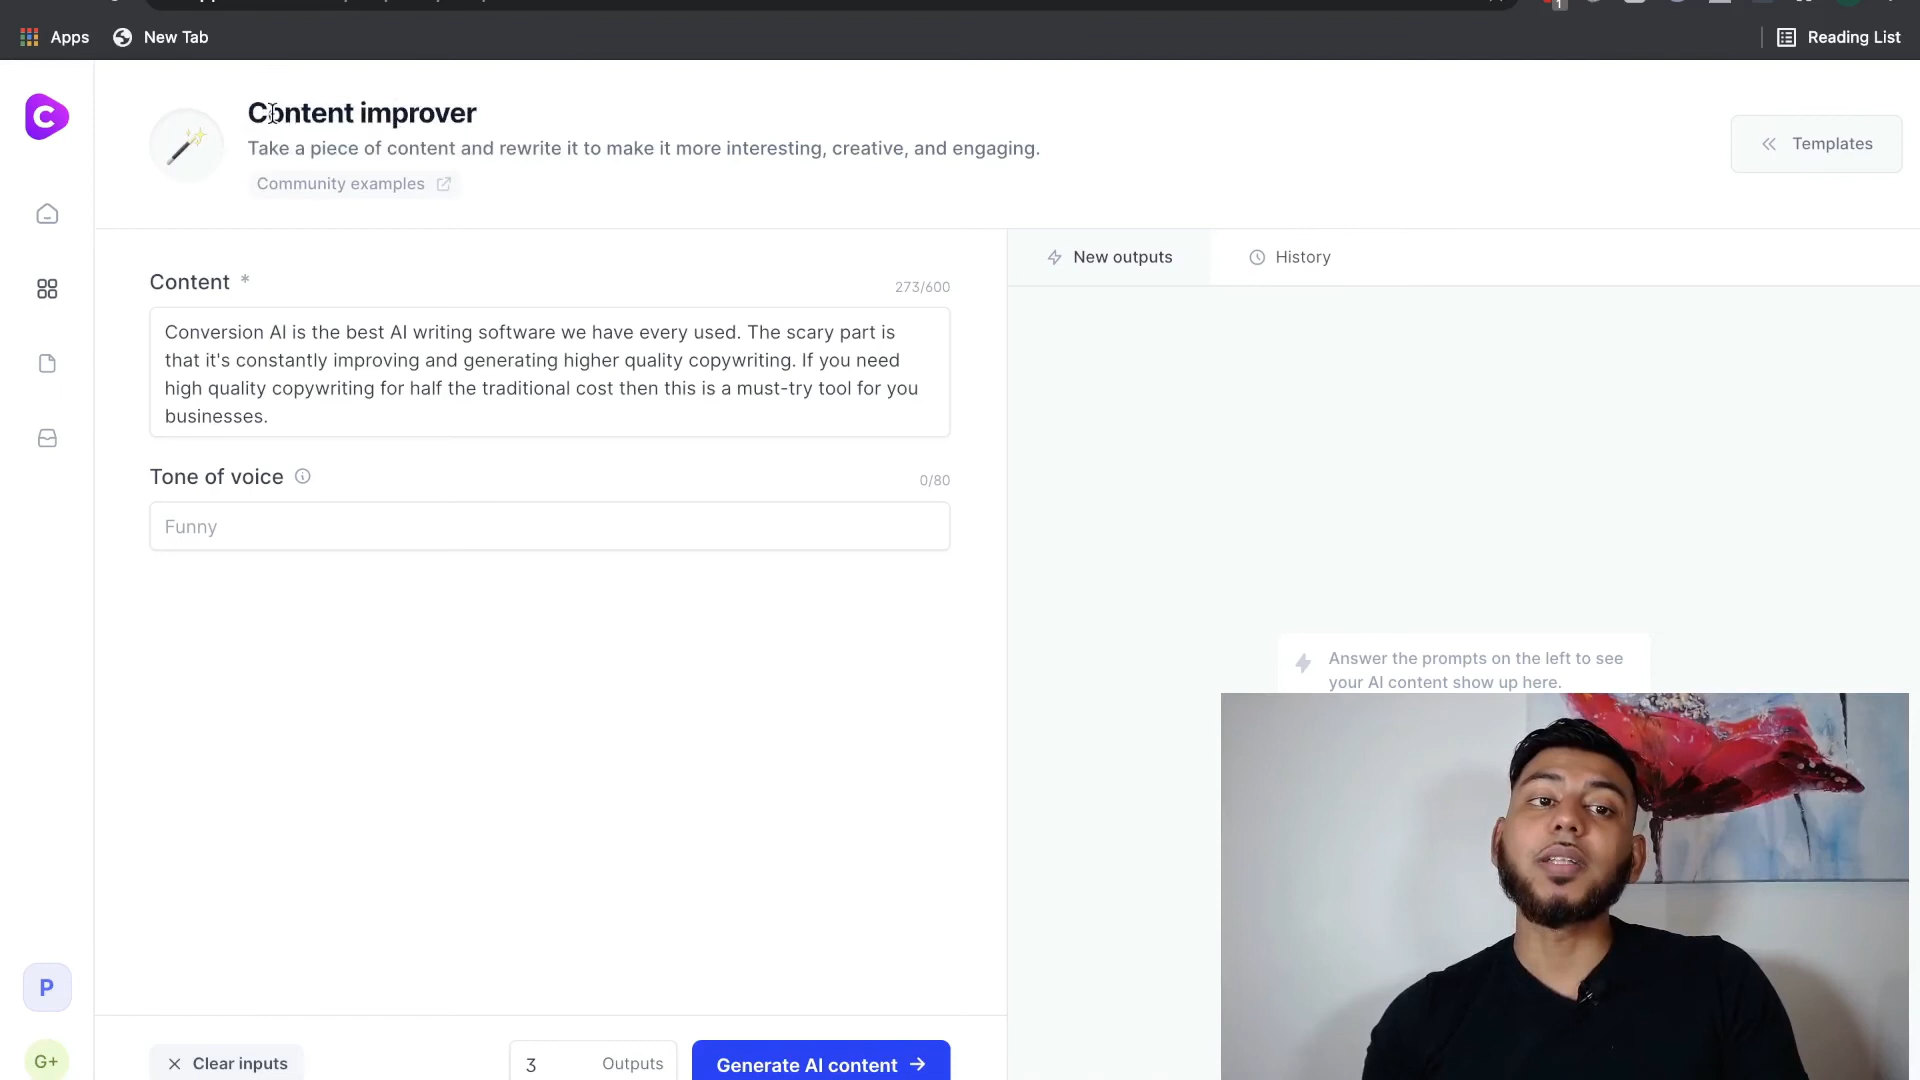 Apps
New Tab
Reading List
C
Content improver
Take a piece of content and rewrite it to make it more interesting, creative, and engaging.
Community examples
Templates
Content *
273/600
Conversion AI is the best AI writing software we have every used. The scary part is
that it's constantly improving and generating higher quality copywriting. If you need
high quality copywriting for half the traditional cost then this is a must-try tool for you
businesses.
Tone of voice
0/80
Funny
New outputs
History
Answer the prompts on the left to see
your AI content show up here.
P
G+
Clear inputs
3 Outputs
Generate AI content
1